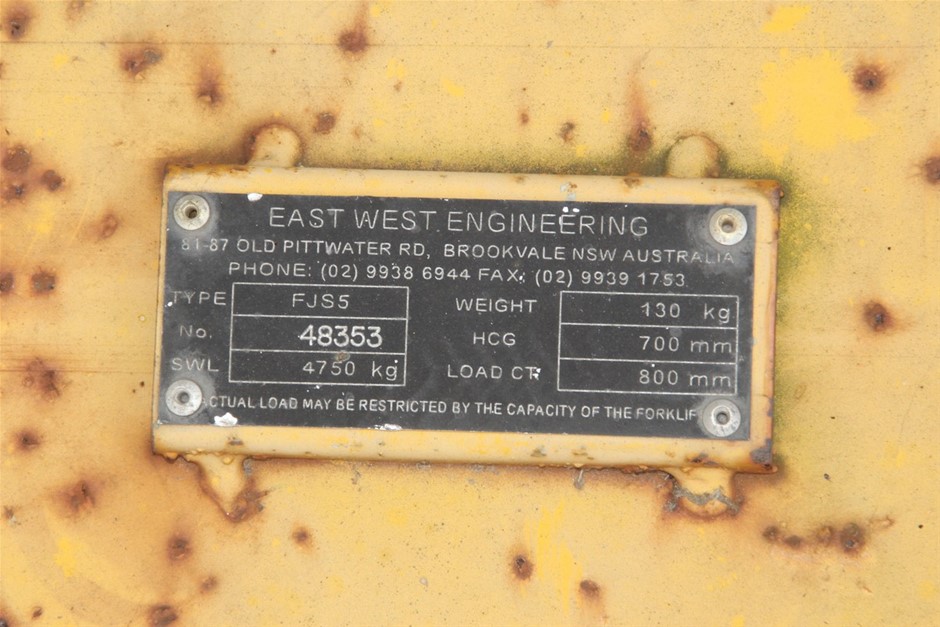 EAST WEST ENGINEERING
81-87 OLD PITTWATER RD, BROOKVALE NSW AUSTRALIA
PHONE: (02) 9938 6944 FAX: (02) 9939 1753
TYPE FJS5 WEIGHT 130 kg
No. 48353 HCG 700 mm
SWL 4750 kg LOAD CT. 800 mm
CTUAL LOAD MAY BE RESTRICTED BY THE CAPACITY OF THE FORKLIF